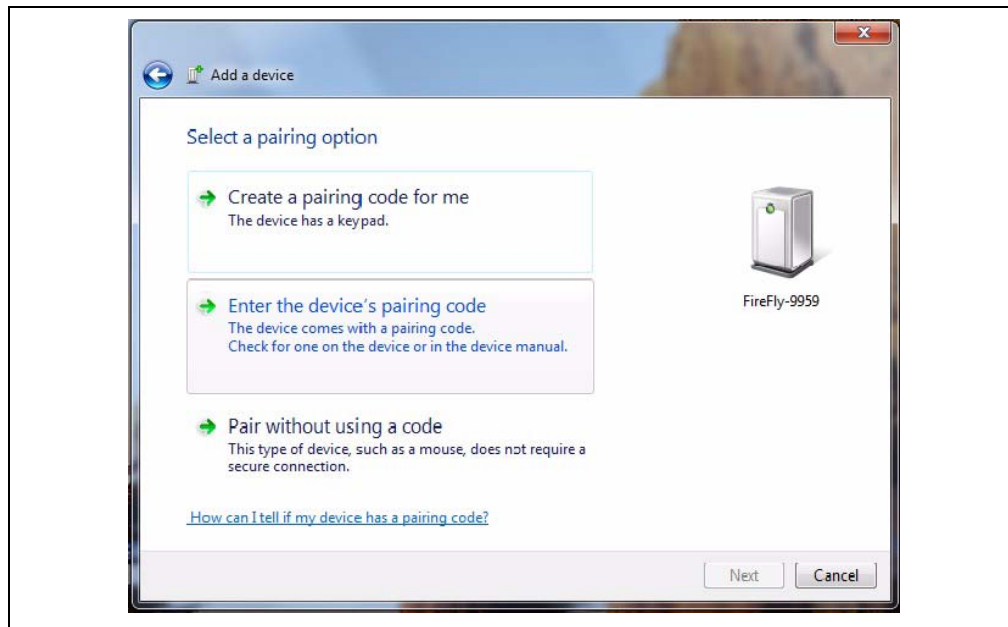 Add a device
Select a pairing option
Create a pairing code for me
The device has a keypad.
Enter the device's pairing code
The device comes with a pairing code.
Check for one on the device or in the device manual.
FireFly-9959
Pair without using a code
This type of device, such as a mouse, does not require a
secure connection.
How can I tell if my device has a pairing code?
Next
Cancel